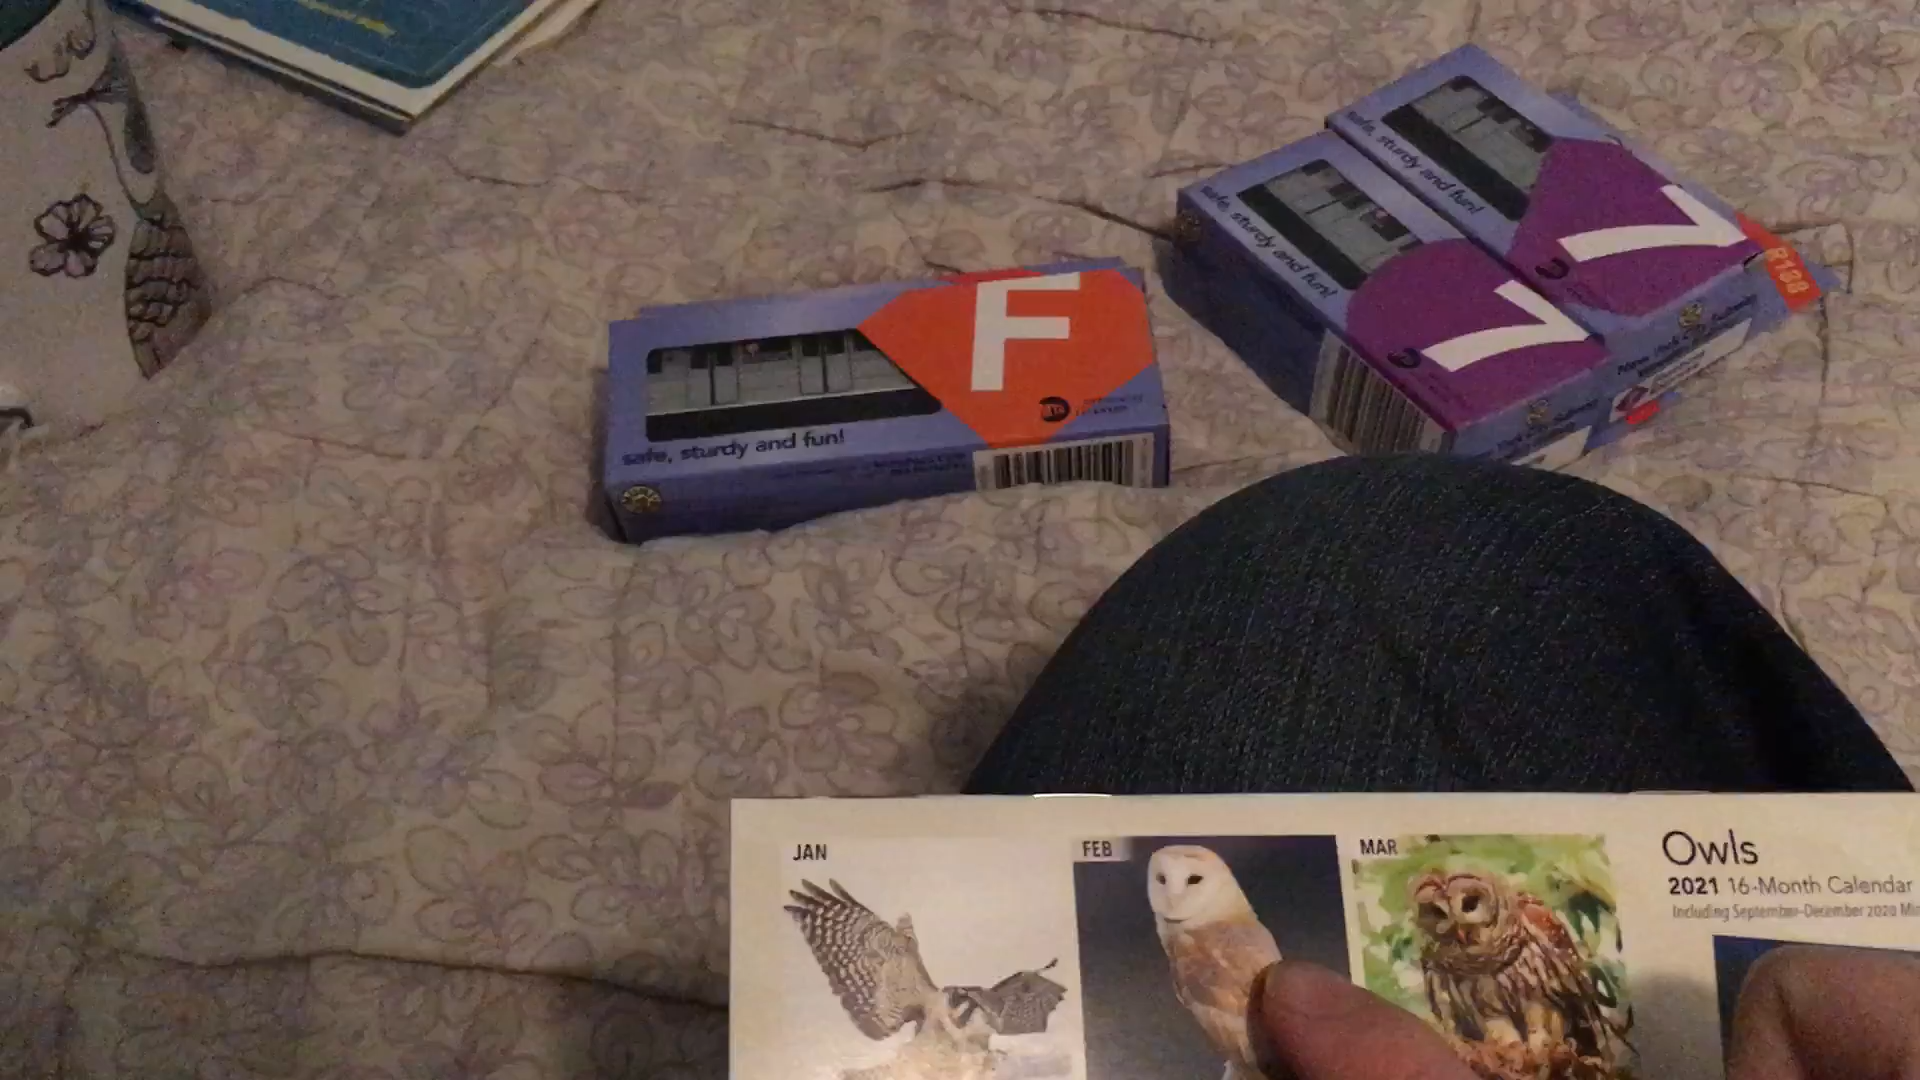 safe, sturdy and fun!
7
R188
safe, sturdy and fun!
7
F
MTA
safe, sturdy and fun!
JAN
FEB
MAR
Owls
2021 16-Month Calendar
Including September-December 2020